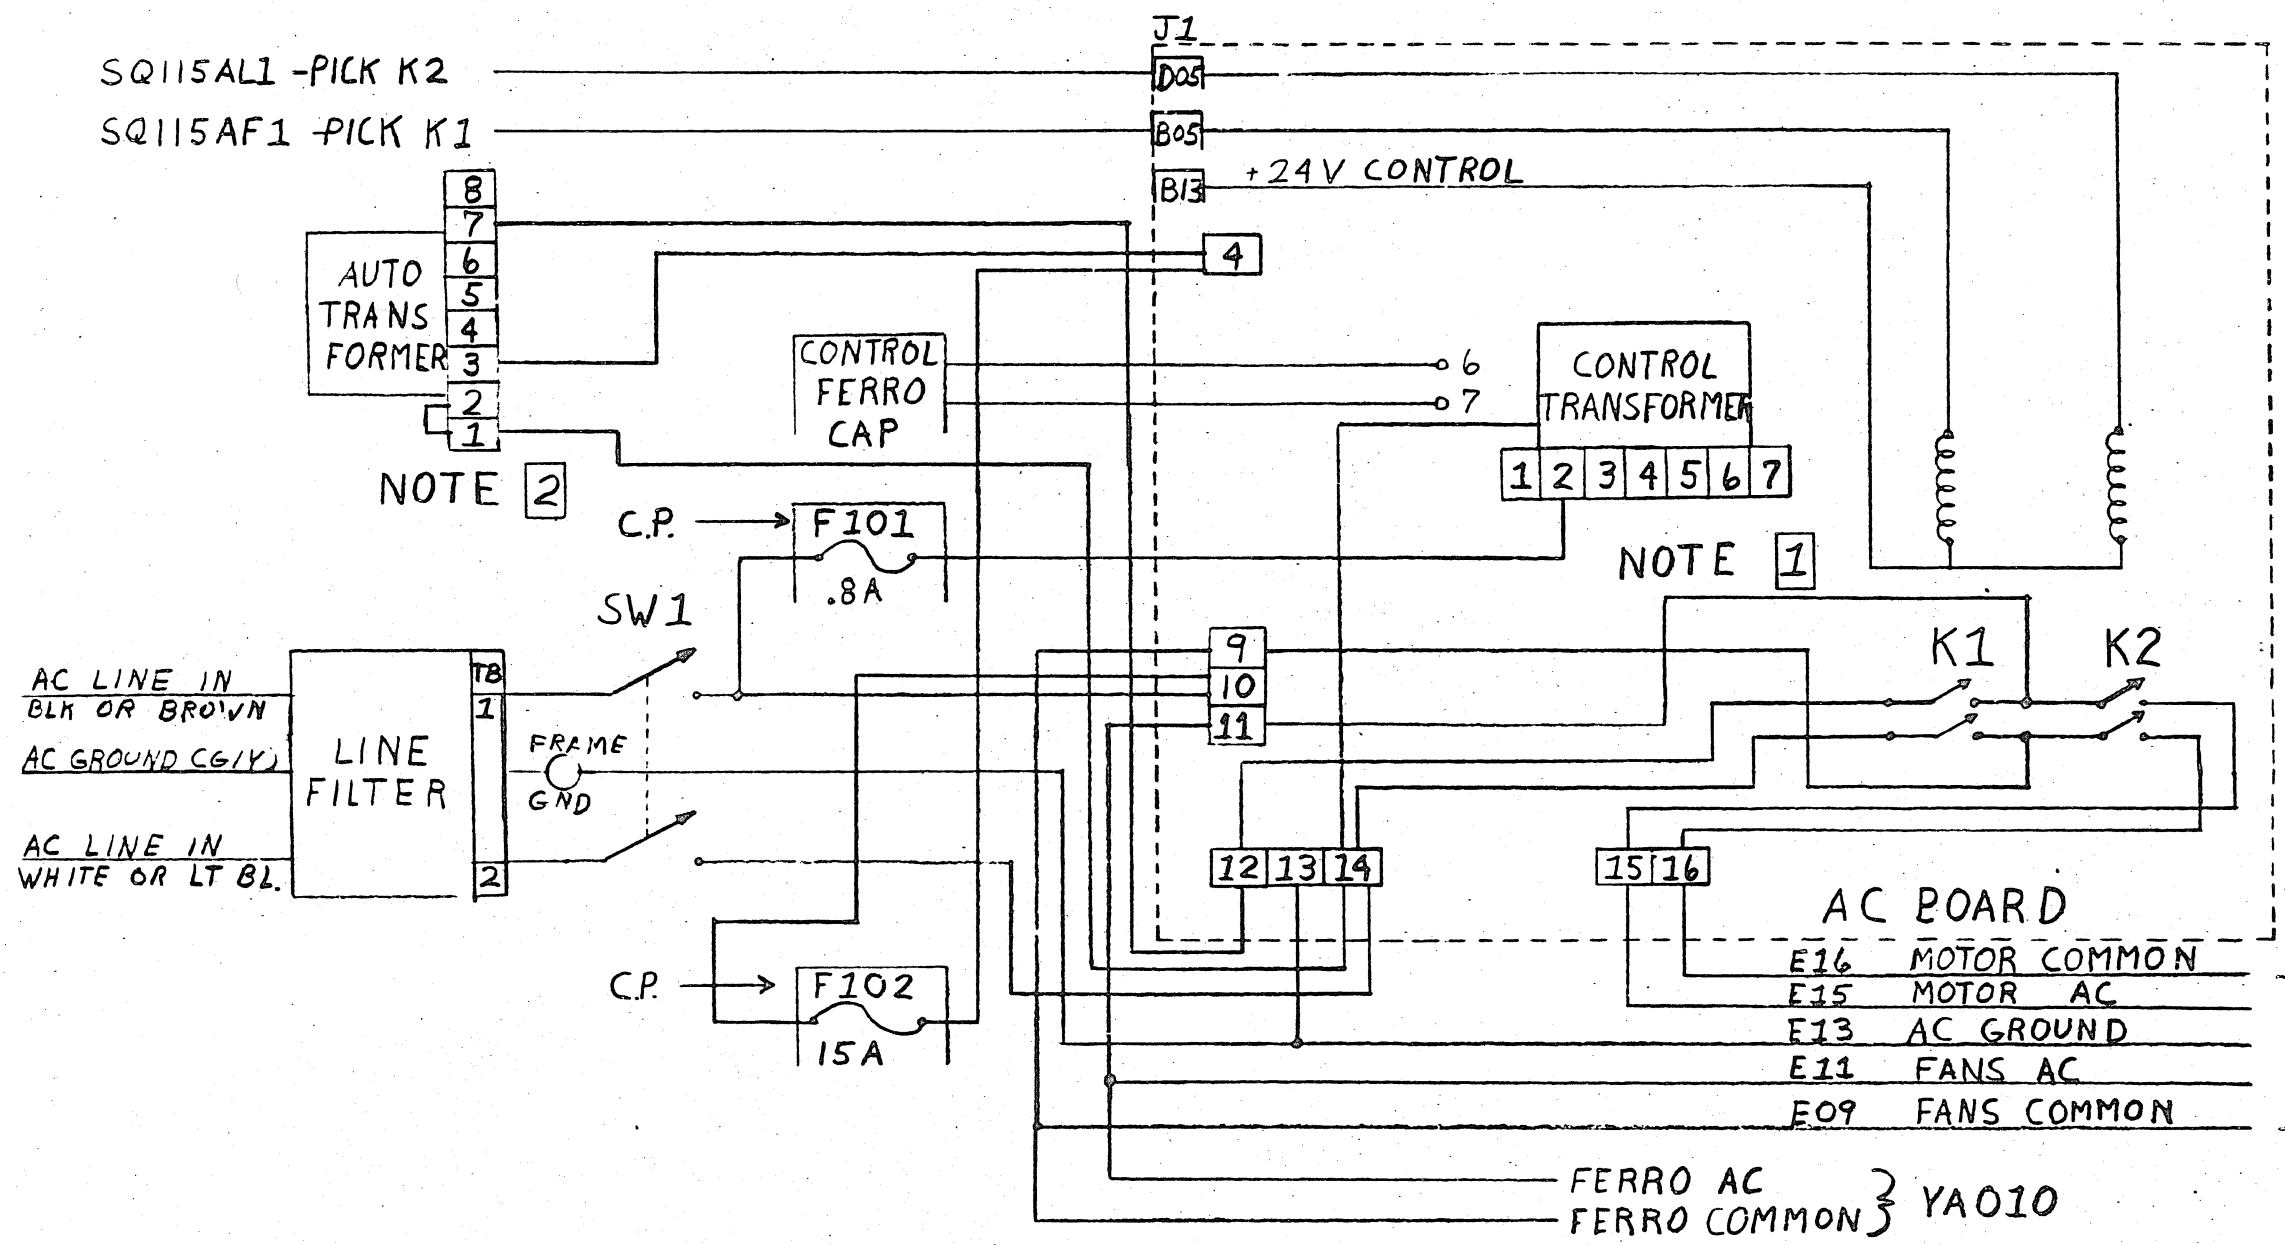 J1
SQ115AL1 -PICK K2
D05
SQ115AF1 -PICK K1
B05
B13
+24V CONTROL
8
7
6
5
4
3
2
1
AUTO
TRANS
FORMER
4
CONTROL
FERRO
CAP
6
7
CONTROL
TRANSFORMER
1 2 3 4 5 6 7
NOTE 2
C.P.
F101
.8A
NOTE 1
SW1
9
10
11
K1
K2
AC LINE IN
BLK OR BROWN
TB
1
LINE
FILTER
FRAME
GND
AC GROUND CG/Y)
AC LINE IN
WHITE OR LT BL.
2
12 13 14
15 16
AC BOARD
C.P.
F102
15A
E16 MOTOR COMMON
E15 MOTOR AC
E13 AC GROUND
E11 FANS AC
E09 FANS COMMON
FERRO AC
FERRO COMMON } YA010